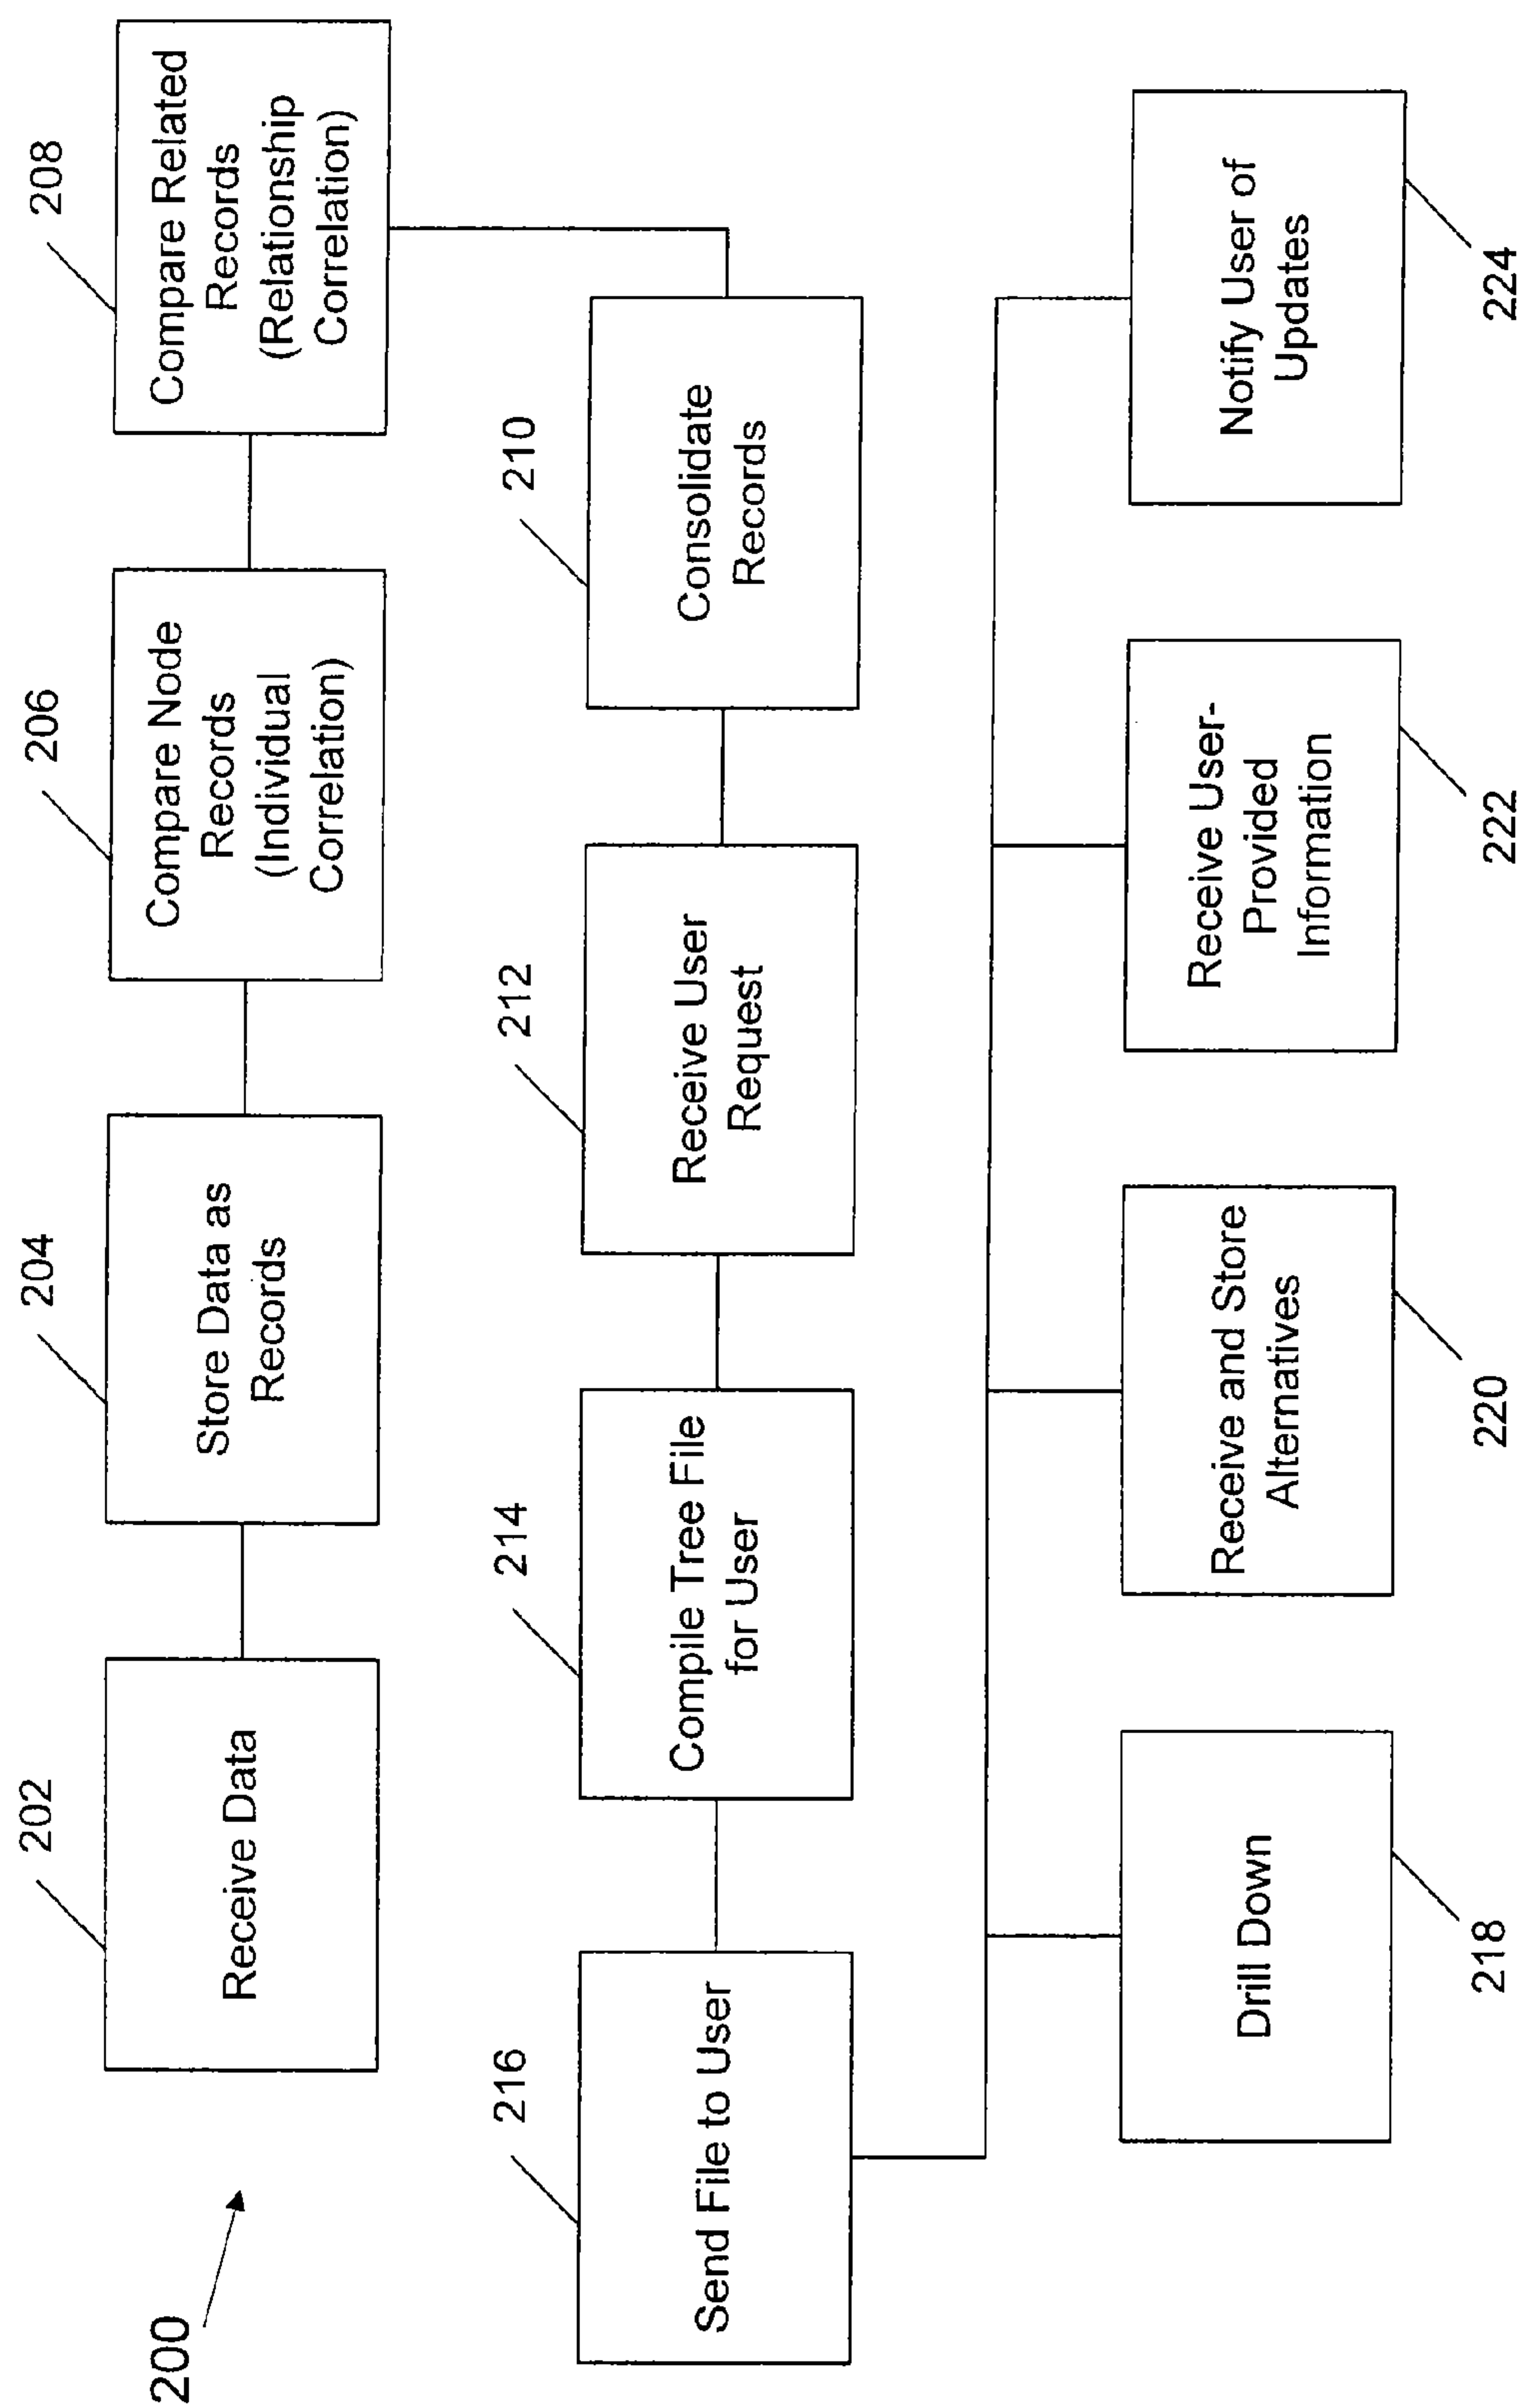 200
202
Receive Data
204
Store Data as
Records
206
Compare Node
Records
(Individual
Correlation)
208
Compare Related
Records
(Relationship
Correlation)
216
Send File to User
214
Compile Tree File
for User
212
Receive User
Request
210
Consolidate
Records
Drill Down
218
Receive and Store
Alternatives
220
Receive User-
Provided
Information
222
Notify User of
Updates
224